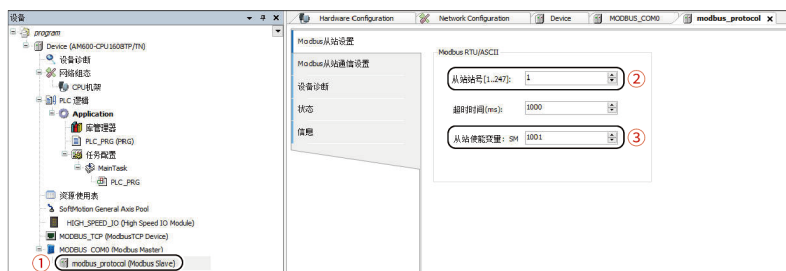 设备
program
Device (AM600-CPU1608TP/TN)
设备诊断
网络组态
CPU机架
PLC 逻辑
Application
库管理器
PLC_PRG (PRG)
任务配置
MainTask
PLC_PRG
资源使用表
SoftMotion General Axis Pool
HIGH_SPEED_IO (High Speed IO Module)
MODBUS_TCP (ModbusTCP Device)
MODBUS_COM0 (Modbus Master)
① modbus_protocol (Modbus Slave)
Hardware Configuration
Network Configuration
Device
MODBUS_COM0
modbus_protocol
Modbus从站设置
Modbus从站通信设置
设备诊断
状态
信息
Modbus RTU/ASCII
从站站号[1..247]: 1 ②
超时时间(ms): 1000
从站使能变量: SM 1001 ③